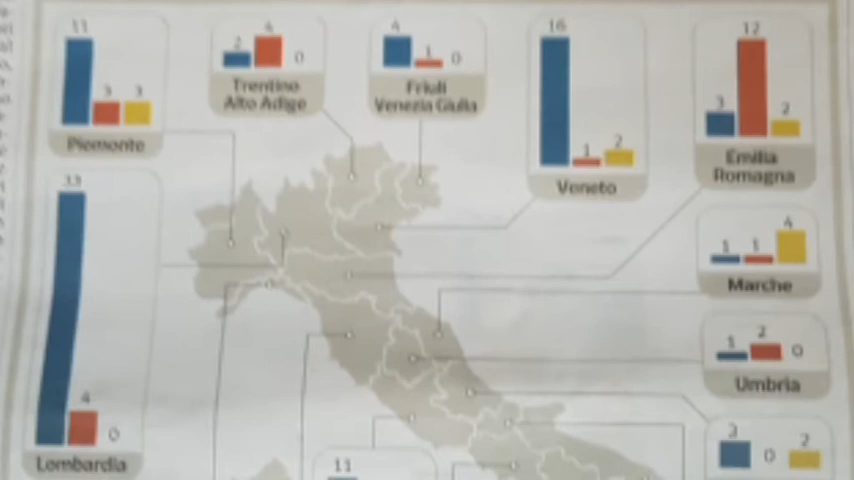 11
3
3
Piemonte
2
4
0
Trentino
Alto Adige
4
1
0
Friuli
Venezia Giulia
16
1
2
Veneto
3
12
2
Emilia
Romagna
4
0
Lombardia
1
1
4
Marche
1
2
0
Umbria
3
0
2
11